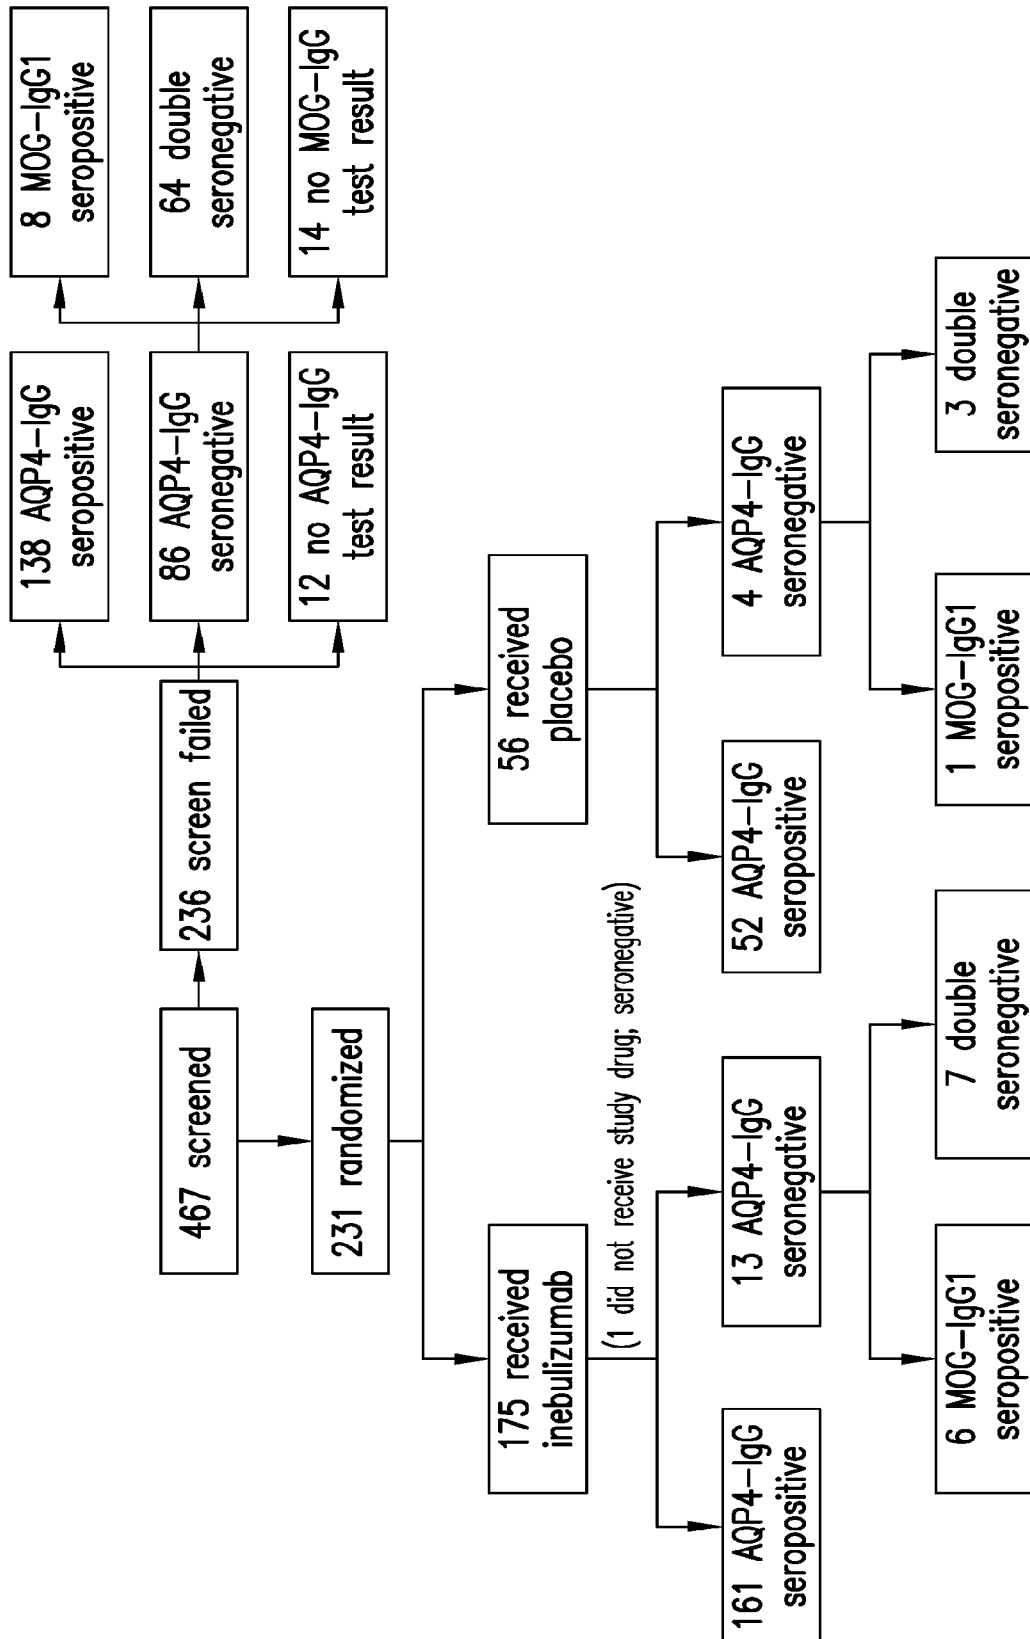 467 screened
236 screen failed
138 AQP4-IgG
seropositive
86 AQP4-IgG
seronegative
12 no AQP4-IgG
test result
8 MOG-IgG1
seropositive
64 double
seronegative
14 no MOG-IgG
test result
231 randomized
175 received
inebulizumab
(1 did not receive study drug; seronegative)
56 received
placebo
161 AQP4-IgG
seropositive
13 AQP4-IgG
seronegative
52 AQP4-IgG
seropositive
4 AQP4-IgG
seronegative
6 MOG-IgG1
seropositive
7 double
seronegative
1 MOG-IgG1
seropositive
3 double
seronegative